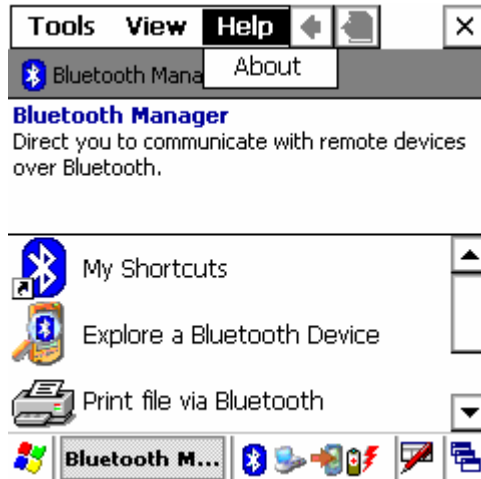 Tools View Help
Bluetooth Mana
About
Bluetooth Manager
Direct you to communicate with remote devices
over Bluetooth.
My Shortcuts
Explore a Bluetooth Device
Print file via Bluetooth
Bluetooth M...